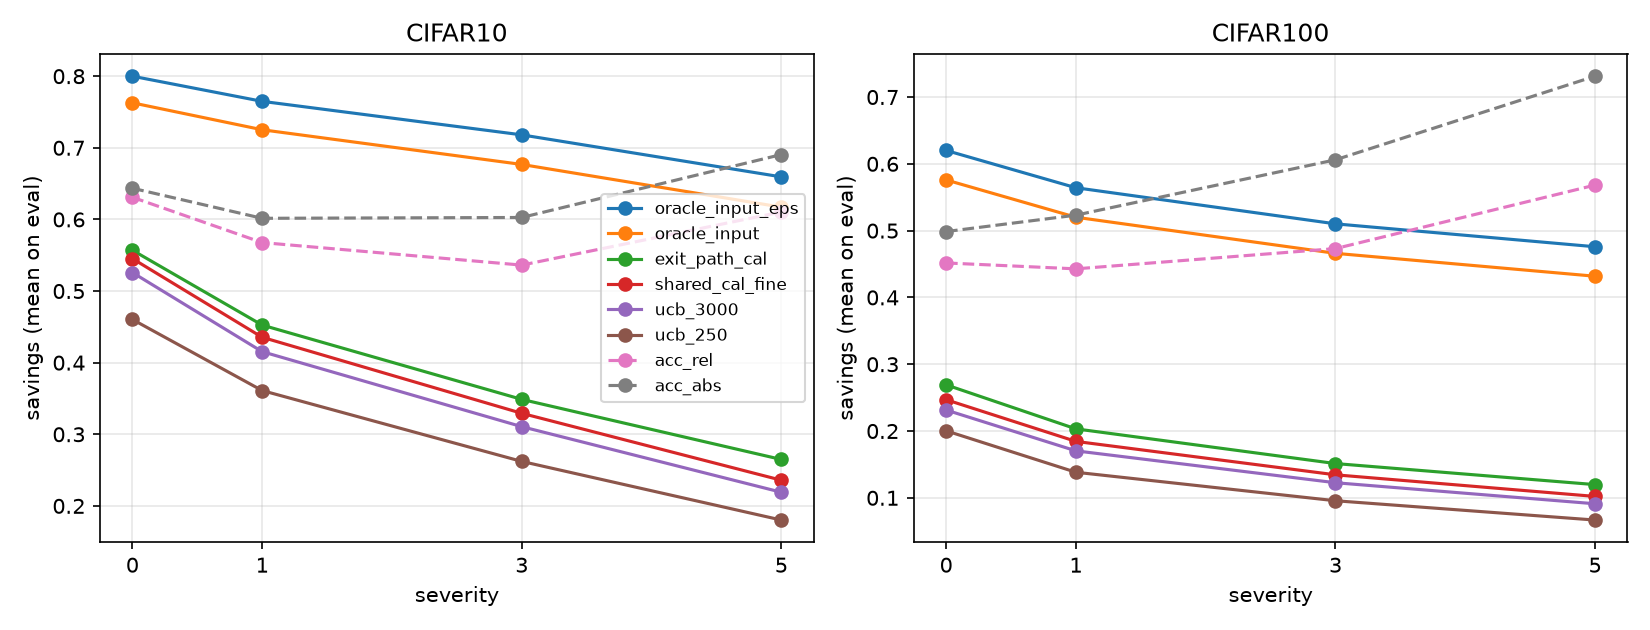 CIFAR10
savings (mean on eval)
0.8
0.7
0.6
0.5
0.4
0.3
0.2
oracle_input_eps
oracle_input
exit_path_cal
shared_cal_fine
ucb_3000
ucb_250
acc_rel
acc_abs
0 1 3 5
severity
CIFAR100
savings (mean on eval)
0.7
0.6
0.5
0.4
0.3
0.2
0.1
0 1 3 5
severity